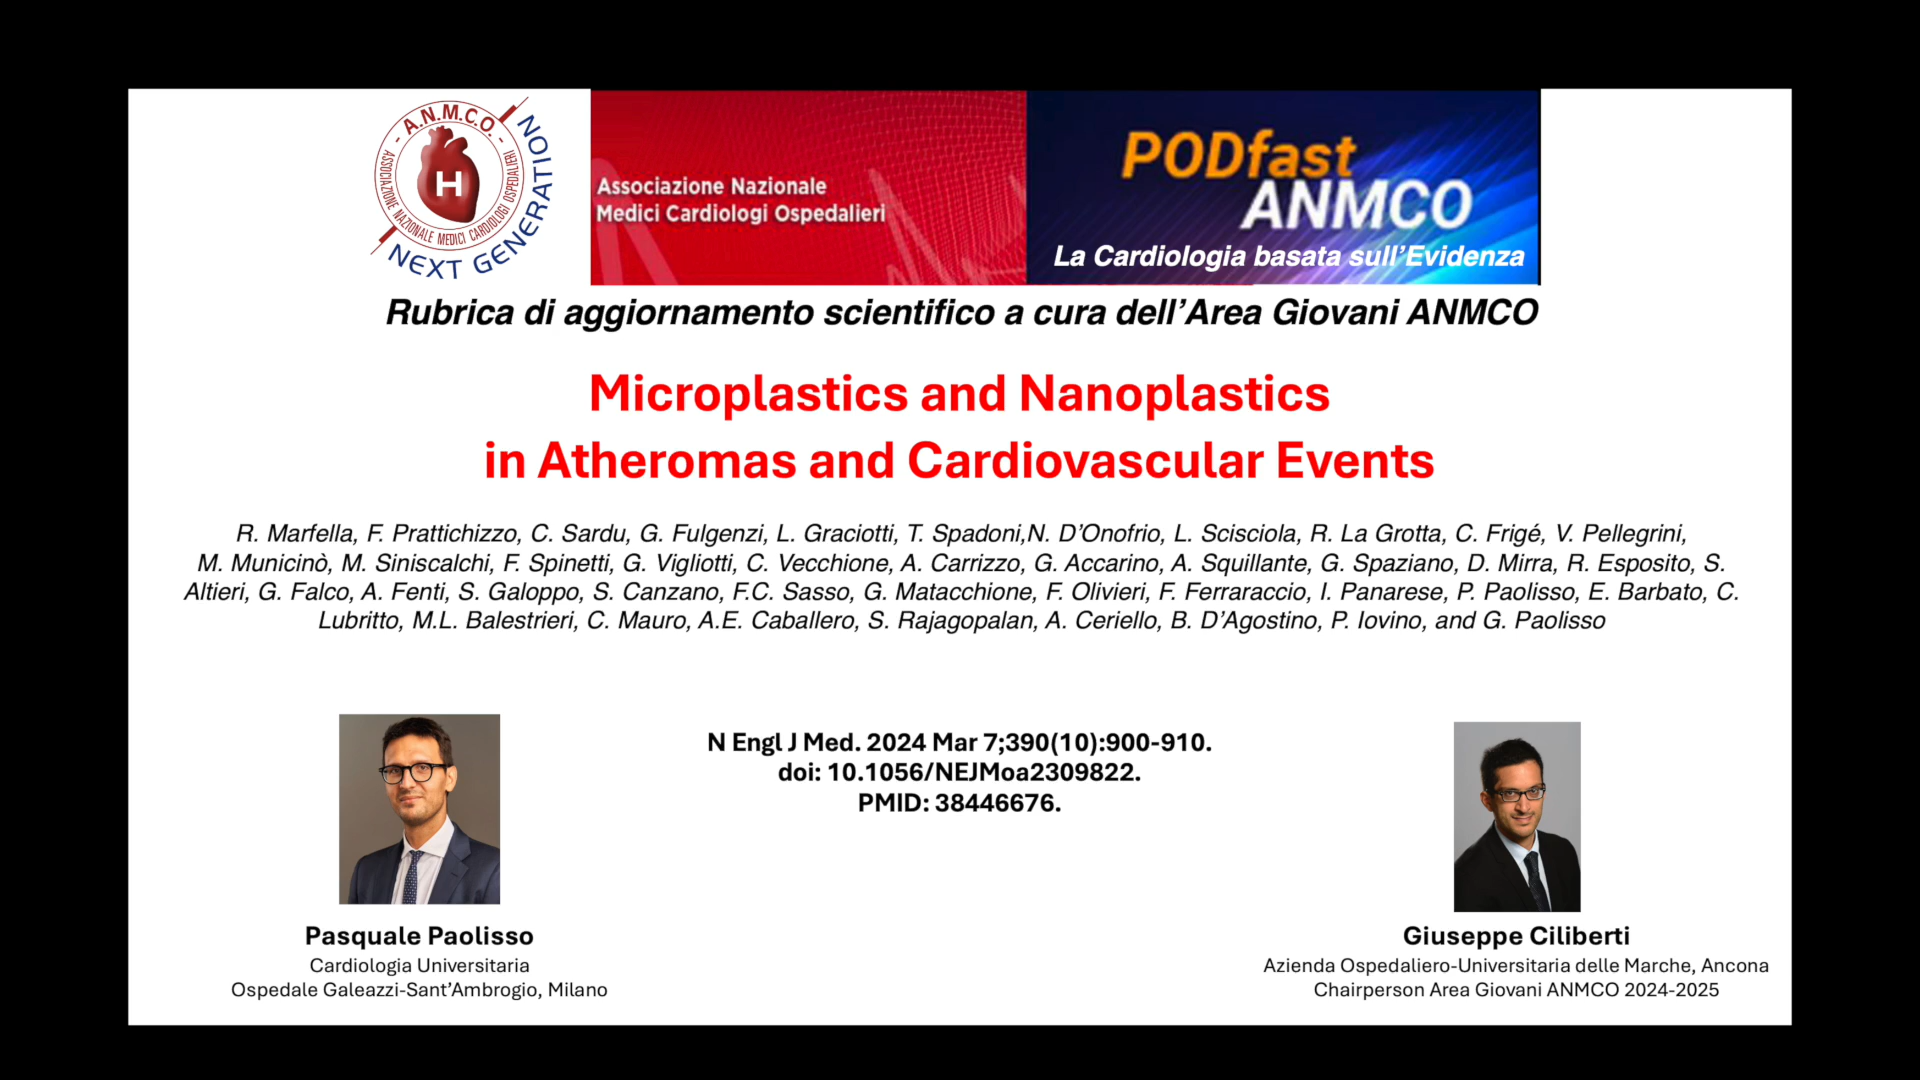 A.N.M.C.O.
ASSOCIAZIONE NAZIONALE MEDICI CARDIOLOGI OSPEDALIERI
H
NEXT GENERATION
Associazione Nazionale
Medici Cardiologi Ospedalieri
PODfast
ANMCO
La Cardiologia basata sull'Evidenza
Rubrica di aggiornamento scientifico a cura dell'Area Giovani ANMCO
Microplastics and Nanoplastics
in Atheromas and Cardiovascular Events
R. Marfella, F. Prattichizzo, C. Sardu, G. Fulgenzi, L. Graciotti, T. Spadoni,N. D'Onofrio, L. Scisciola, R. La Grotta, C. Frigé, V. Pellegrini,
M. Municinò, M. Siniscalchi, F. Spinetti, G. Vigliotti, C. Vecchione, A. Carrizzo, G. Accarino, A. Squillante, G. Spaziano, D. Mirra, R. Esposito, S.
Altieri, G. Falco, A. Fenti, S. Galoppo, S. Canzano, F.C. Sasso, G. Matacchione, F. Olivieri, F. Ferraraccio, I. Panarese, P. Paolisso, E. Barbato, C.
Lubritto, M.L. Balestrieri, C. Mauro, A.E. Caballero, S. Rajagopalan, A. Ceriello, B. D'Agostino, P. Iovino, and G. Paolisso
N Engl J Med. 2024 Mar 7;390(10):900-910.
doi: 10.1056/NEJMoa2309822.
PMID: 38446676.
Pasquale Paolisso
Cardiologia Universitaria
Ospedale Galeazzi-Sant'Ambrogio, Milano
Giuseppe Ciliberti
Azienda Ospedaliero-Universitaria delle Marche, Ancona
Chairperson Area Giovani ANMCO 2024-2025